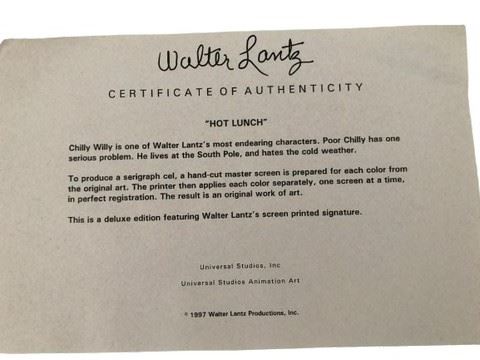 Walter Lantz
CERTIFICATE OF AUTHENTICITY
"HOT LUNCH"
Chilly Willy is one of Walter Lantz's most endearing characters. Poor Chilly has one
serious problem. He lives at the South Pole, and hates the cold weather.
To produce a serigraph cel, a hand-cut master screen is prepared for each color from
the original art. The printer then applies each color separately, one screen at a time,
in perfect registration. The result is an original work of art.
This is a deluxe edition featuring Walter Lantz's screen printed signature.
Universal Studios, Inc
Universal Studios Animation Art
© 1997 Walter Lantz Productions, Inc.